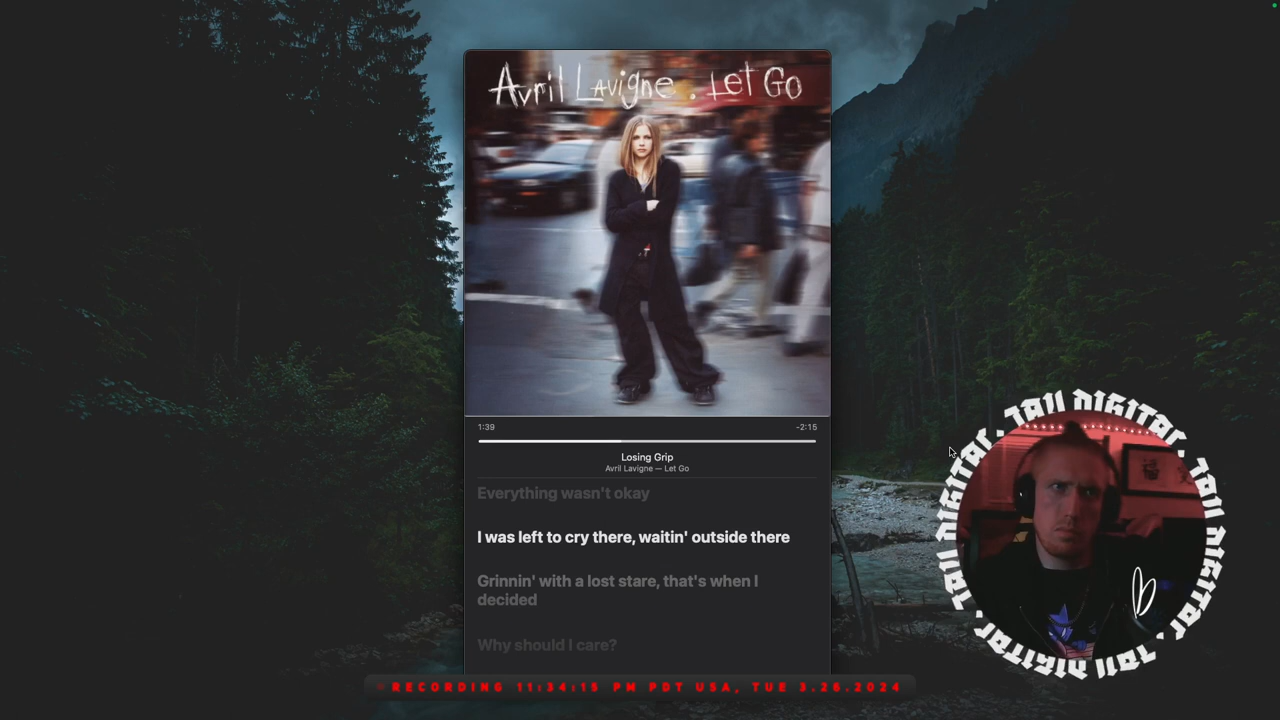 Avril Lavigne . Let Go
1:39
-2:15
Losing Grip
Avril Lavigne — Let Go
Everything wasn't okay
I was left to cry there, waitin' outside there
Grinnin' with a lost stare, that's when I
decided
Why should I care?
RECORDING 11:34:15 PM PDT USA, TUE 3.26.2024